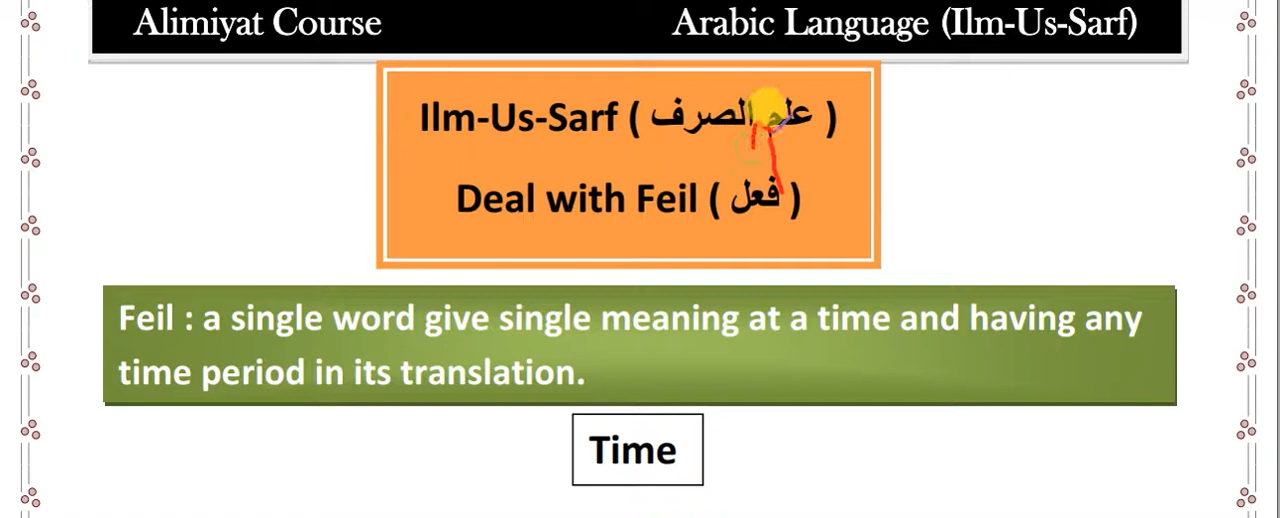 Alimiyat Course Arabic Language (Ilm-Us-Sarf)
Ilm-Us-Sarf ( علم الصرف )
Deal with Feil ( فعل )
Feil : a single word give single meaning at a time and having any
time period in its translation.
Time